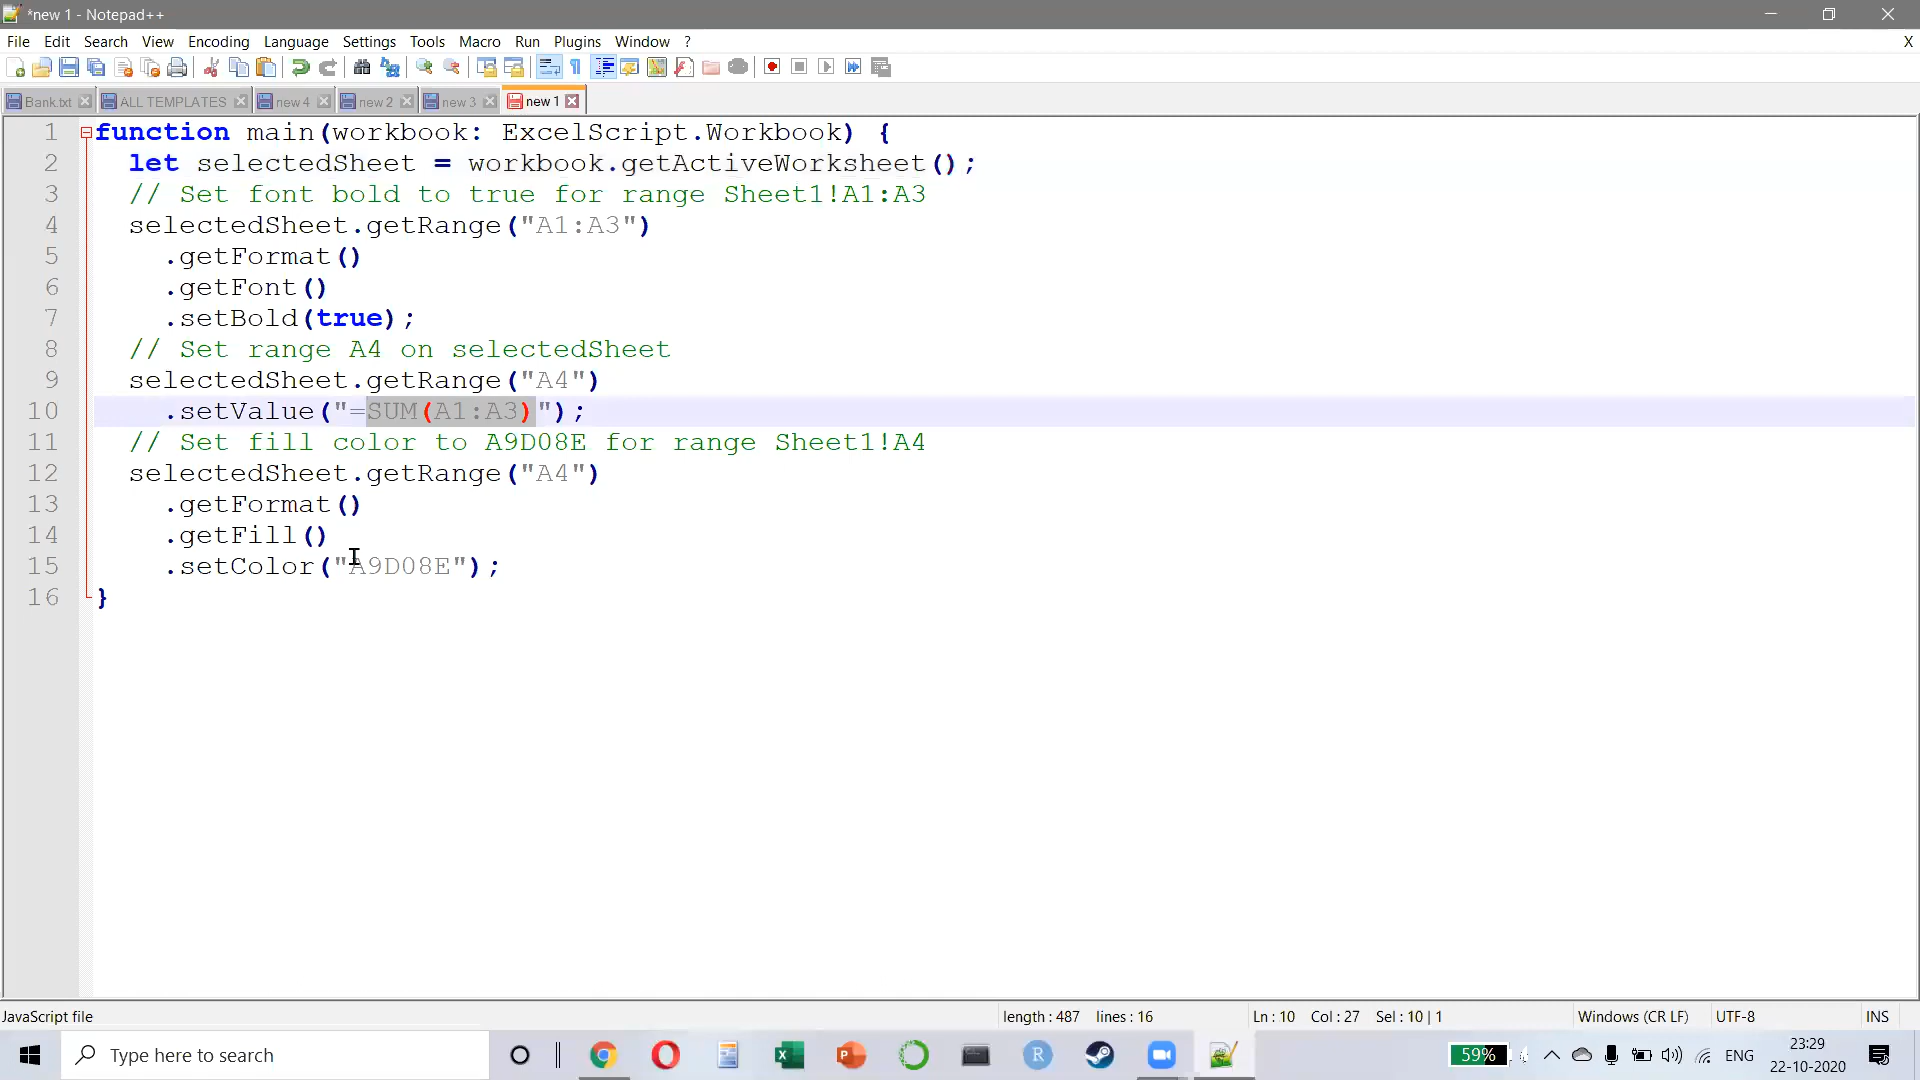 *new 1 - Notepad++
File Edit Search View Encoding Language Settings Tools Macro Run Plugins Window ? X
Bank.txt ALL TEMPLATES new 4 new 2 new 3 new 1
1 function main(workbook: ExcelScript.Workbook) {
2 let selectedSheet = workbook.getActiveWorksheet();
3 // Set font bold to true for range Sheet1!A1:A3
4 selectedSheet.getRange("A1:A3")
5 .getFormat()
6 .getFont()
7 .setBold(true);
8 // Set range A4 on selectedSheet
9 selectedSheet.getRange("A4")
10 .setValue("=SUM(A1:A3)");
11 // Set fill color to A9D08E for range Sheet1!A4
12 selectedSheet.getRange("A4")
13 .getFormat()
14 .getFill()
15 .setColor("A9D08E");
16 }
JavaScript file length : 487 lines : 16 Ln : 10 Col : 27 Sel : 10 | 1 Windows (CR LF) UTF-8 INS
Type here to search 59% ENG 23:29
22-10-2020